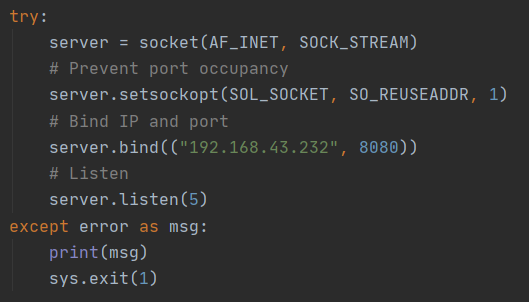 try:
    server = socket(AF_INET, SOCK_STREAM)
    # Prevent port occupancy
    server.setsockopt(SOL_SOCKET, SO_REUSEADDR, 1)
    # Bind IP and port
    server.bind(("192.168.43.232", 8080))
    # Listen
    server.listen(5)
except error as msg:
    print(msg)
    sys.exit(1)